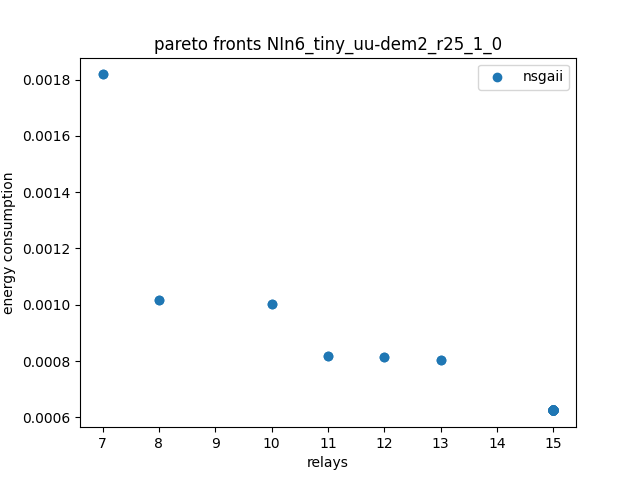 pareto fronts NIn6_tiny_uu-dem2_r25_1_0
nsgaii
0.0018
0.0016
0.0014
0.0012
0.0010
0.0008
0.0006
energy consumption
7 8 9 10 11 12 13 14 15
relays